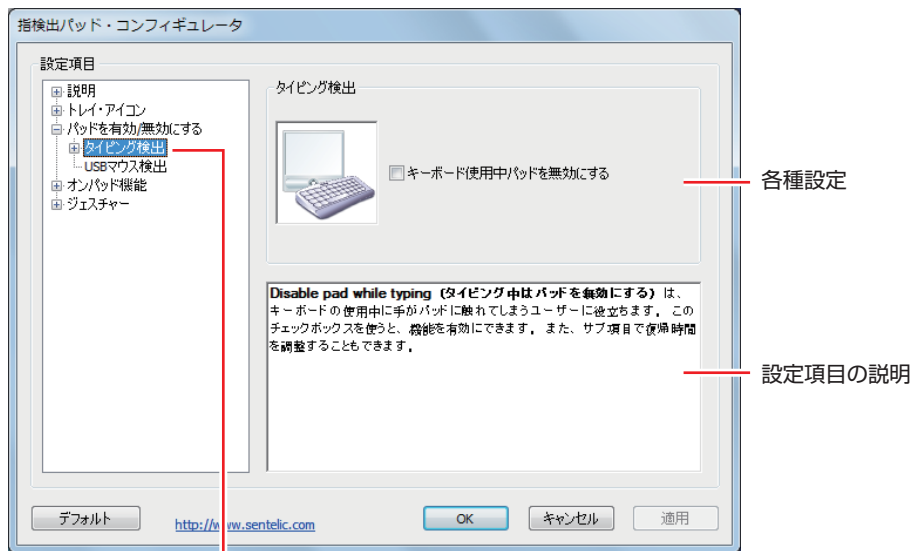 指検出パッド・コンフィギュレータ
設定項目
説明
トレイ・アイコン
パッドを有効/無効にする
タイピング検出
USBマウス検出
オンパッド機能
ジェスチャー
タイピング検出
キーボード使用中パッドを無効にする
各種設定
Disable pad while typing (タイピング中はパッドを無効にする) は、
キーボードの使用中に手がパッドに触れてしまうユーザーに役立ちます。この
チェックボックスを使うと、機能を有効にできます。また、サブ項目で復帰時間
を調整することもできます。
設定項目の説明
デフォルト
http://www.sentelic.com
OK
キャンセル
適用